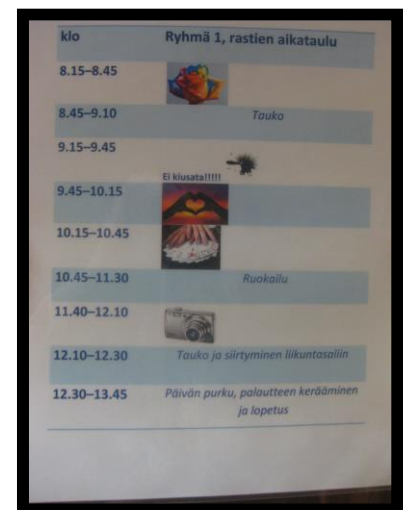 klo Ryhmä 1, rastien aikataulu
8.15–8.45
8.45–9.10 Tauko
9.15–9.45
Ei kiusata!!!!!
9.45–10.15
10.15–10.45
10.45–11.30 Ruokailu
11.40–12.10
12.10–12.30 Tauko ja siirtyminen liikuntasaliin
12.30–13.45 Päivän purku, palautteen kerääminen
ja lopetus